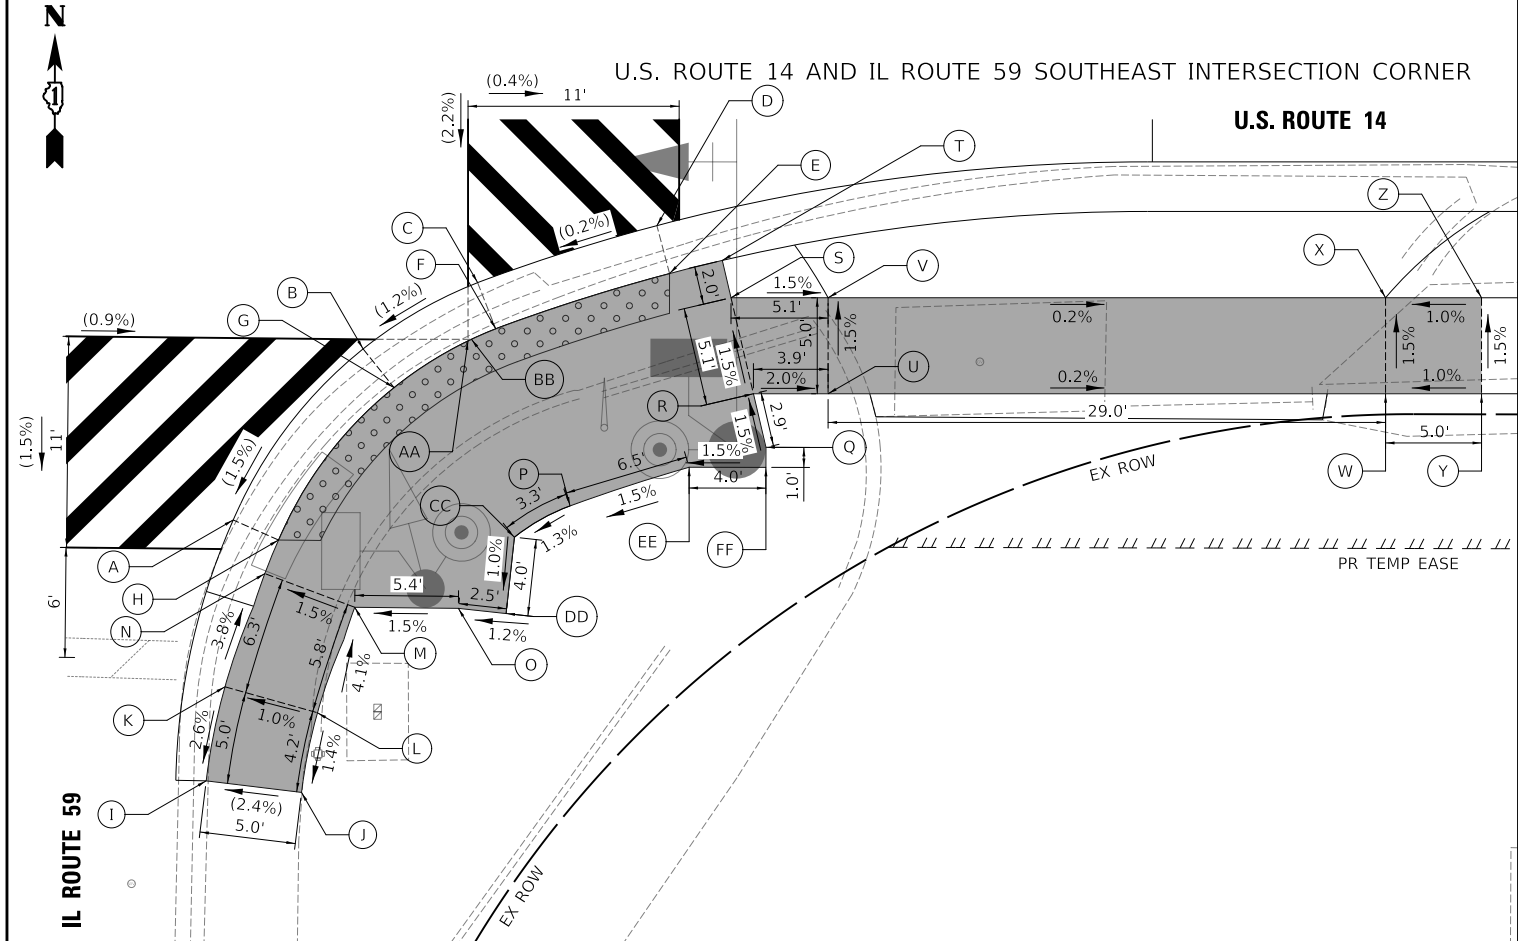 N
1
U.S. ROUTE 14 AND IL ROUTE 59 SOUTHEAST INTERSECTION CORNER
U.S. ROUTE 14
(0.4%)
11'
(2.2%)
D
T
E
Z
C
(0.2%)
F
S
V
X
B
(1.2%)
2.0'
1.5%
(0.9%)
G
5.1'
0.2%
1.0%
5.0'
1.5%
1.5%
1.5%
5.1'
1.5%
3.9'
BB
2.0%
U
0.2%
1.0%
R
2.9'
29.0'
(1.5%)
11'
1.5%
5.0'
AA
Q
(1.5%)
1.5%
6.5'
4.0'
1.0'
P
EX ROW
W
Y
3.3'
1.5%
CC
1.3%
EE
FF
A
1.0%
4.0'
PR TEMP EASE
5.4'
2.5'
H
6'
1.5%
DD
N
3.8%
6.3'
1.5%
1.2%
5.8'
M
O
4.1%
K
1.0%
2.6%
5.0'
4.2'
L
1.4%
I
(2.4%)
5.0'
J
IL ROUTE 59
EX ROW